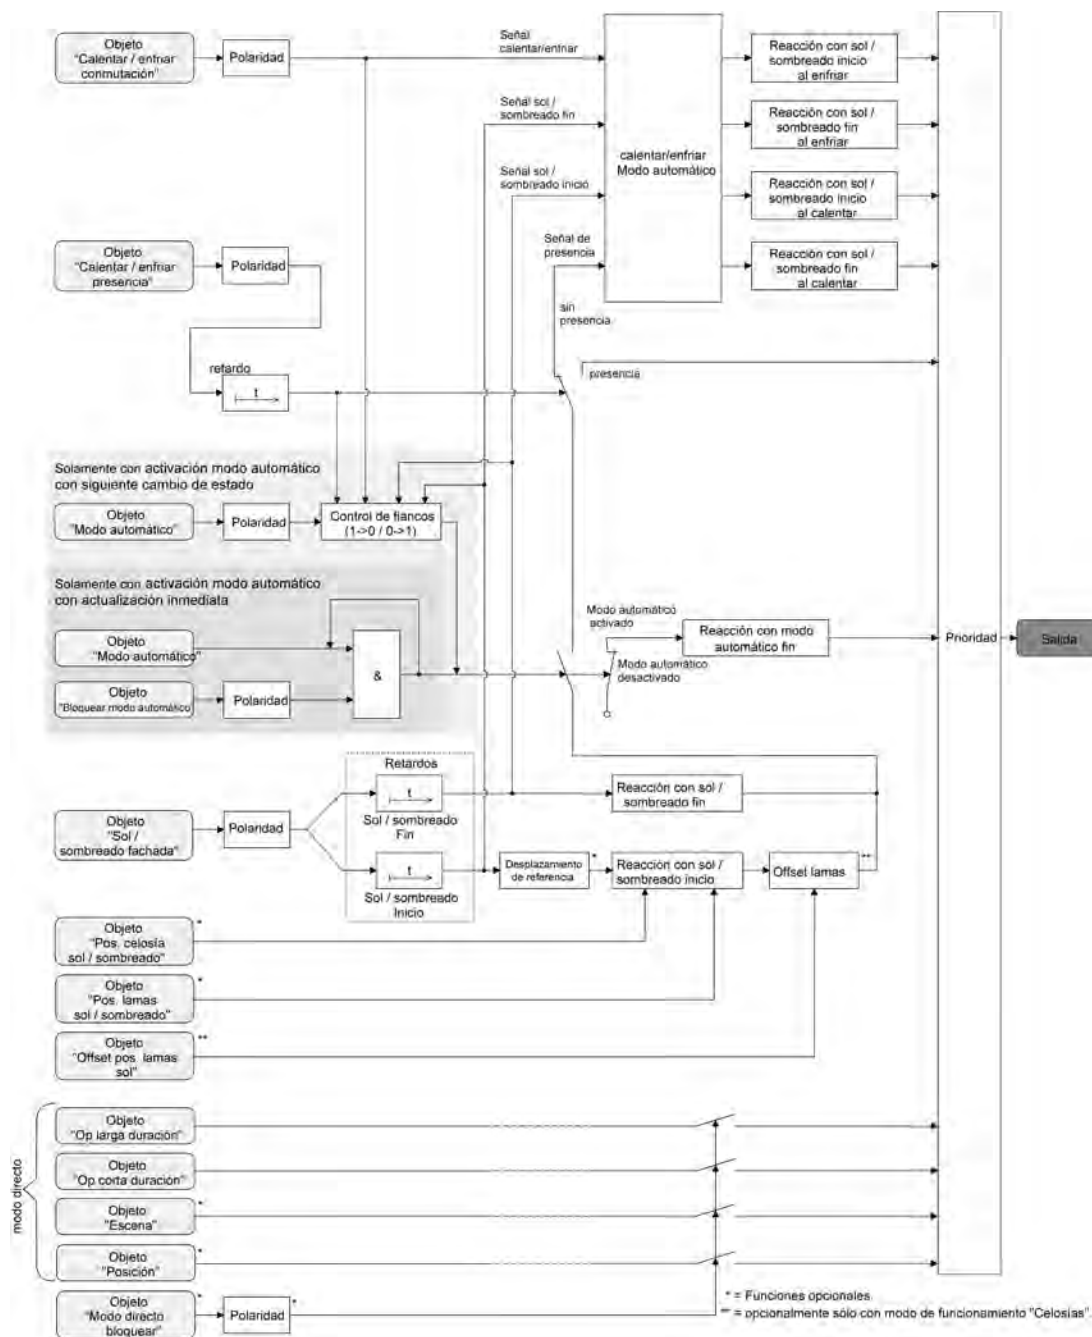 Objeto
"Calentar / enfriar
conmutación"
Polaridad
Señal
calentar/enfriar
Señal sol /
sombreado fin
Señal sol /
sombreado inició
Señal de
presencia
calentar/enfriar
Modo automático
Reacción con sol /
sombreado inicio
al enfriar
Reacción con sol /
sombreado fin
al enfriar
Reacción con sol /
sombreado inicio
al calentar
Reacción con sol /
sombreado fin
al calentar
Objeto
"Calentar / enfriar
presencia"
Polaridad
sin
presencia
presencia
retardo
t
Solamente con activación modo automático
con siguiente cambio de estado
Objeto
"Modo automático"
Polaridad
Control de flancos
(1->0 / 0->1)
Solamente con activación modo automático
con actualización inmediata
Objeto
"Modo automático"
Objeto
"Bloquear modo automático
Polaridad
&
Modo automático
activado
Modo automático
desactivado
Reacción con modo
automático fin
Prioridad
Salida
Retardos
t
Sol / sombreado
Fin
t
Sol / sombreado
Inicio
Objeto
"Sol /
sombreado fachada"
Polaridad
Reacción con sol /
sombreado fin
Desplazamiento
de referencia
*
Reacción con sol /
sombreado inicio
Offset lamas
**
Objeto
"Pos. celosía
sol / sombreado"
*
Objeto
"Pos. lamas
sol / sombreado"
*
Objeto
"Offset pos. lamas
sol"
**
modo directo
Objeto
"Op larga duración"
Objeto
"Op corta duración"
Objeto
"Escena"
*
Objeto
"Posición"
*
Objeto
"Modo directo
bloquear"
*
Polaridad
*
* = Funciones opcionales
** = opcionalmente sólo con modo de funcionamiento "Celosías".